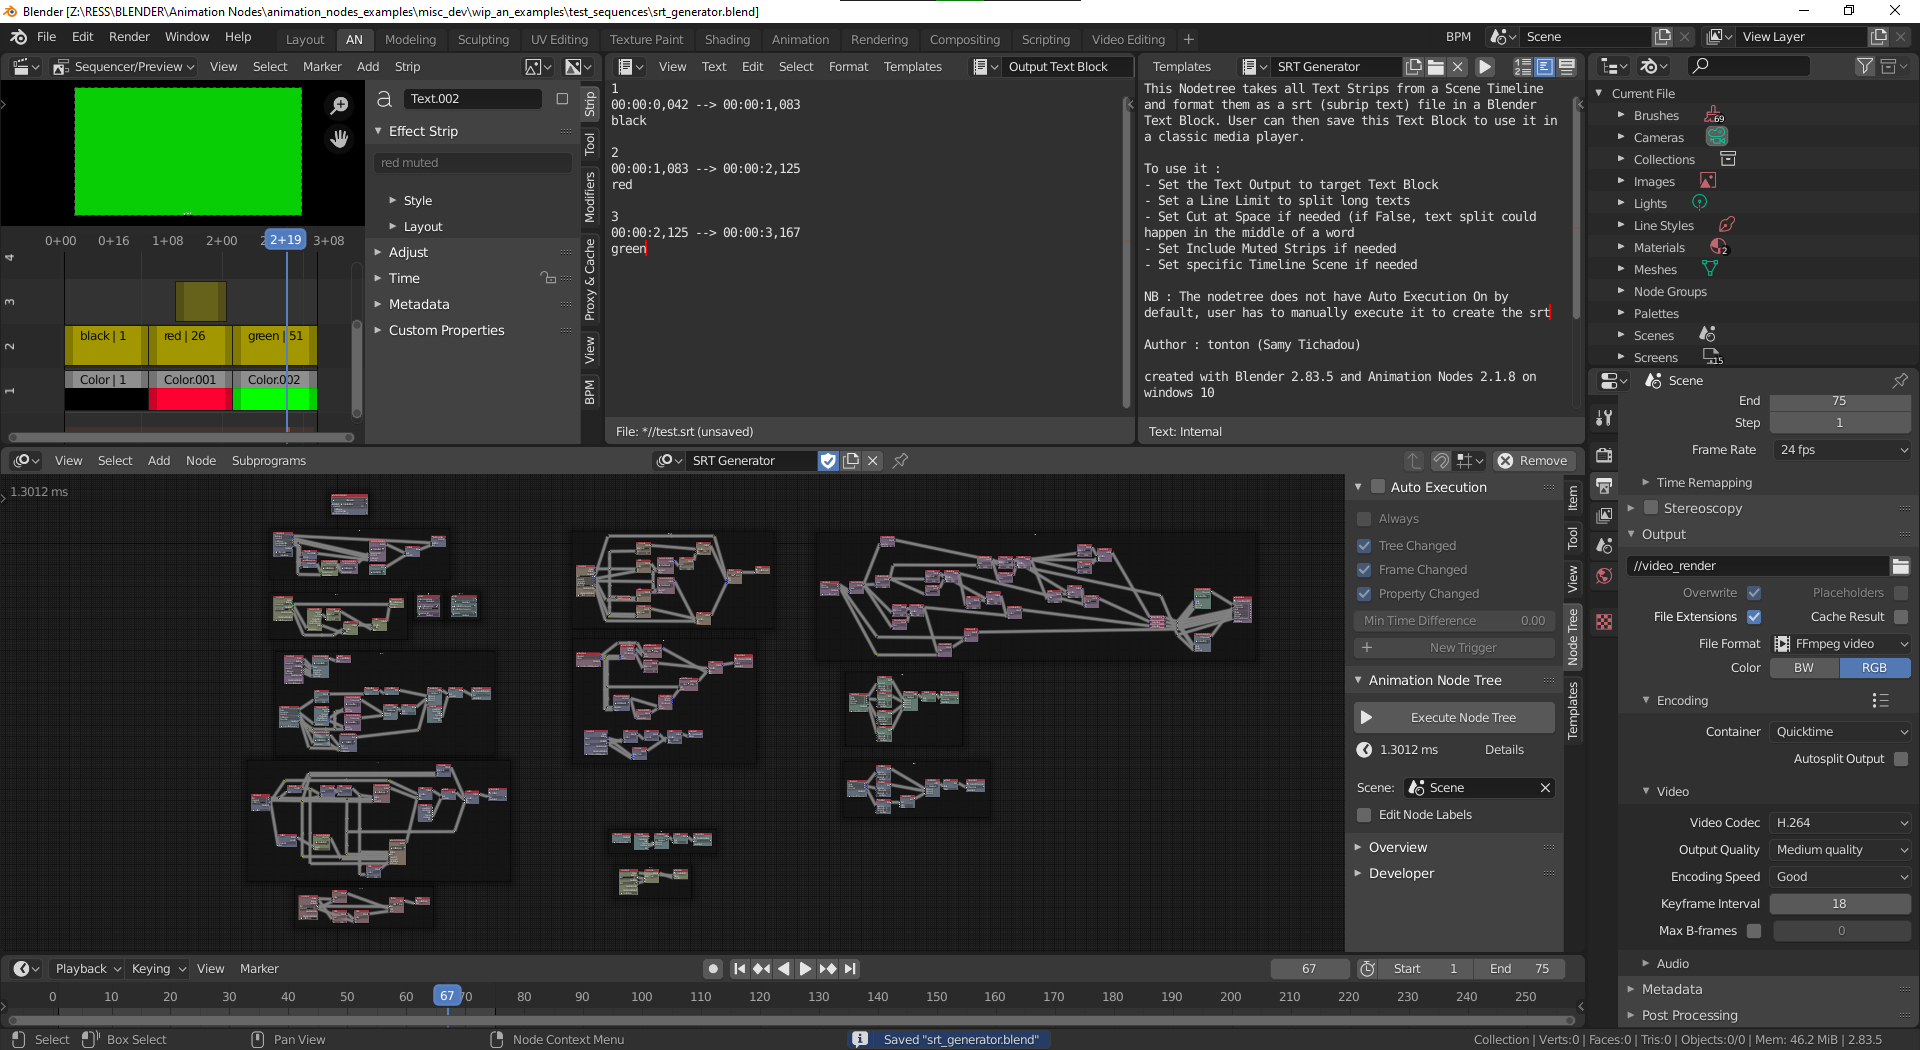 Blender [Z:\RESS\BLENDER\Animation Nodes\animation_nodes_examples\misc_dev\wip_an_examples\test_sequences\srt_generator.blend]
File Edit Render Window Help
Layout AN Modeling Sculpting UV Editing Texture Paint Shading Animation Rendering Compositing Scripting Video Editing +
BPM Scene View Layer
Sequencer/Preview View Select Marker Add Strip
Text.002
Effect Strip
red muted
Style
Layout
Adjust
Time
Metadata
Custom Properties
Strip
Tool
Modifiers
Proxy & Cache
View
BPM
0+00 0+16 1+08 2+00 2+19 3+08
4
3
2
1
black | 1 red | 26 green | 51
Color | 1 Color.001 Color.002
View Text Edit Select Format Templates Output Text Block
1
00:00:0,042 --> 00:00:1,083
black
2
00:00:1,083 --> 00:00:2,125
red
3
00:00:2,125 --> 00:00:3,167
green
File: *//test.srt (unsaved)
Templates SRT Generator
This Nodetree takes all Text Strips from a Scene Timeline
and format them as a srt (subrip text) file in a Blender
Text Block. User can then save this Text Block to use it in
a classic media player.
To use it :
- Set the Text Output to target Text Block
- Set a Line Limit to split long texts
- Set Cut at Space if needed (if False, text split could
happen in the middle of a word
- Set Include Muted Strips if needed
- Set specific Timeline Scene if needed
NB : The nodetree does not have Auto Execution On by
default, user has to manually execute it to create the srt
Author : tonton (Samy Tichadou)
created with Blender 2.83.5 and Animation Nodes 2.1.8 on
windows 10
Text: Internal
Current File
Brushes 69
Cameras
Collections
Images
Lights
Line Styles
Materials 2
Meshes
Node Groups
Palettes
Scenes
Screens 15
Scene
End 75
Step 1
Frame Rate 24 fps
Time Remapping
Stereoscopy
Output
//video_render
Overwrite Placeholders
File Extensions Cache Result
File Format FFmpeg video
Color BW RGB
Encoding
Container Quicktime
Autosplit Output
Video
Video Codec H.264
Output Quality Medium quality
Encoding Speed Good
Keyframe Interval 18
Max B-frames 0
Audio
Metadata
Post Processing
View Select Add Node Subprograms SRT Generator Remove
1.3012 ms
Auto Execution
Always
Tree Changed
Frame Changed
Property Changed
Min Time Difference 0.00
+ New Trigger
Animation Node Tree
Execute Node Tree
1.3012 ms Details
Scene: Scene
Edit Node Labels
Overview
Developer
Item
Tool
View
Node Tree
Templates
Playback Keying View Marker 67 Start 1 End 75
0 10 20 30 40 50 60 67 70 80 90 100 110 120 130 140 150 160 170 180 190 200 210 220 230 240 250
Select Box Select Pan View Node Context Menu Saved "srt_generator.blend" Collection | Verts:0 | Faces:0 | Tris:0 | Objects:0/0 | Mem: 46.2 MiB | 2.83.5